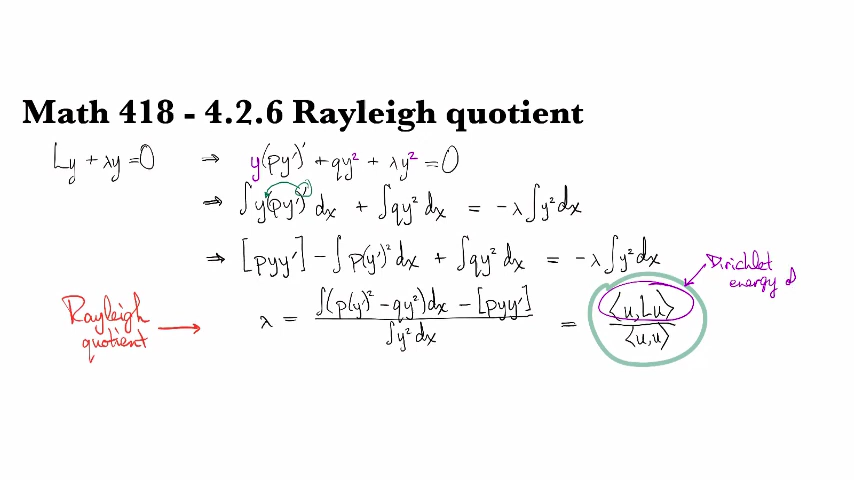 Math 418 - 4.2.6 Rayleigh quotient
Ly + λy = 0 ⇒ y(py')' + qy² + λy² = 0
⇒ ∫y(py')' dx + ∫qy² dx = -λ∫y² dx
⇒ [pyy'] - ∫p(y')² dx + ∫qy² dx = -λ∫y² dx
Dirichlet
energy
Rayleigh
quotient → λ = ∫(p(y')² - qy²)dx - [pyy'] / ∫y² dx = ⟨u, Lu⟩ / ⟨u, u⟩